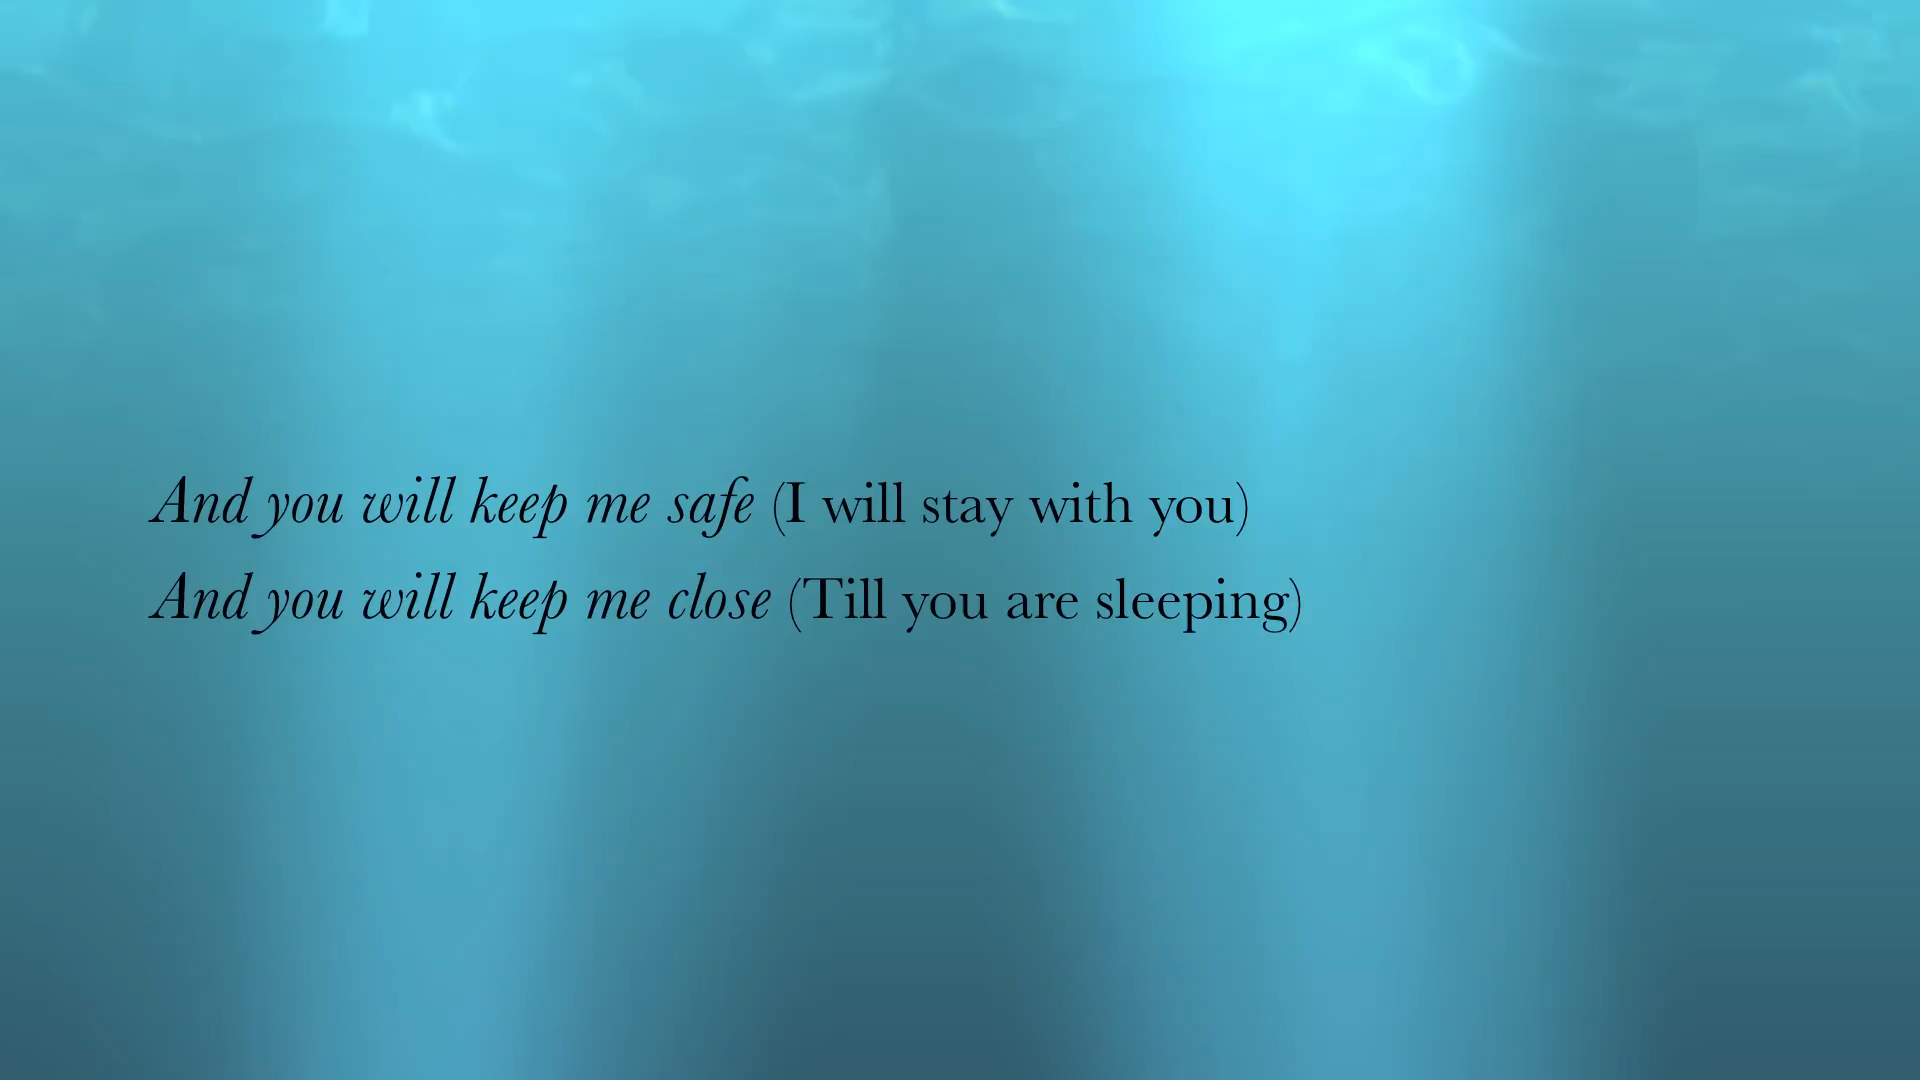 And you will keep me safe (I will stay with you)
And you will keep me close (Till you are sleeping)